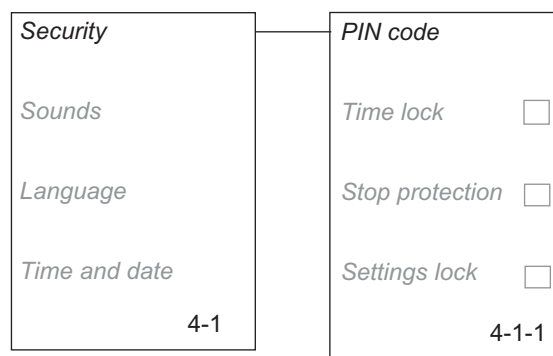 Security
Sounds
Language
Time and date
4-1
PIN code
Time lock
Stop protection
Settings lock
4-1-1